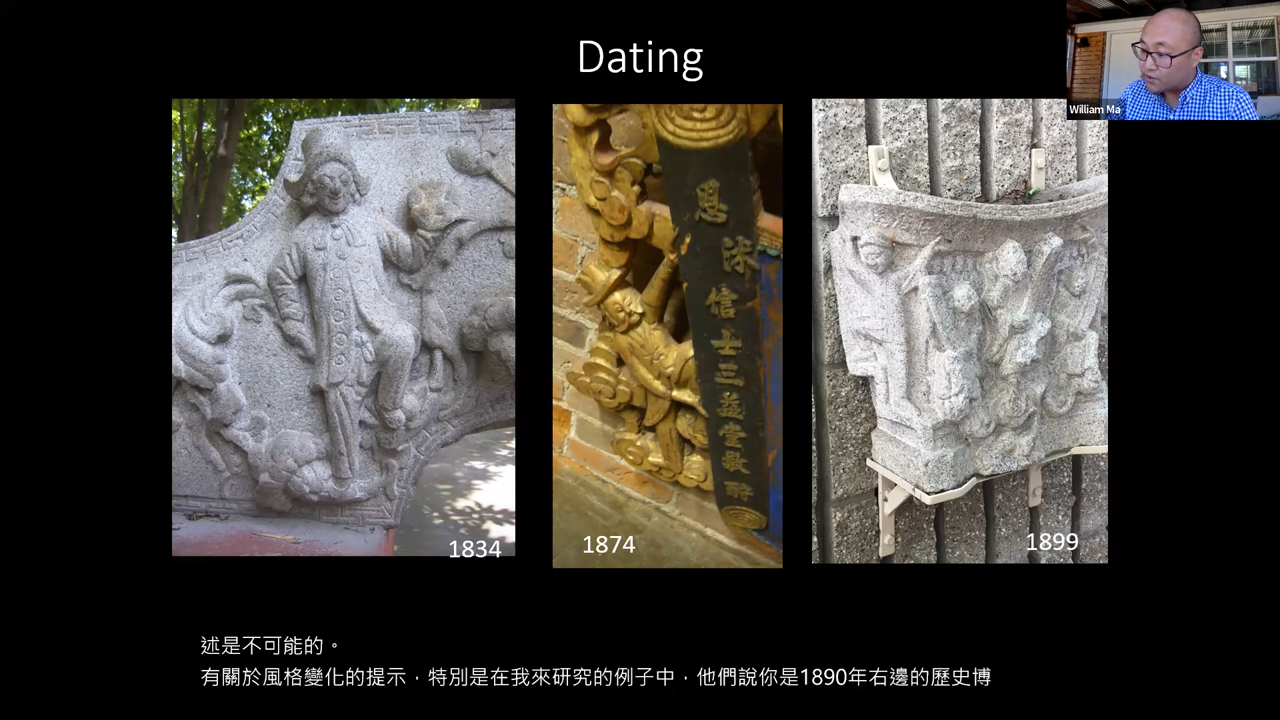 Dating
William Ma
恩
沐
信
士
三
益
堂
敬
酧
1834
1874
1899
述是不可能的。
有關於風格變化的提示，特別是在我來研究的例子中，他們說你是1890年右邊的歷史博